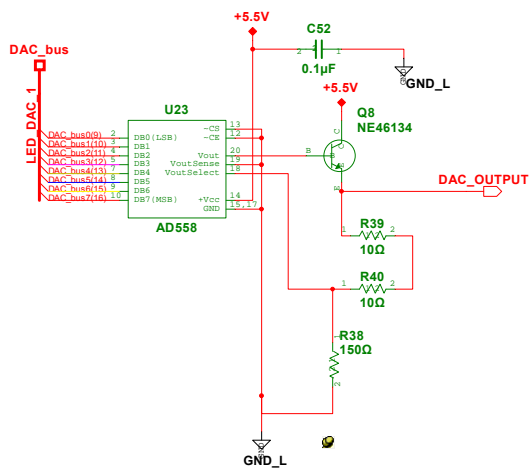 +5.5V
C52
DAC_bus
2 2 1
0.1µF
GND
GND_L
LED_DAC_1
U23
+5.5V
Q8
NE46134
DAC_bus0(9) 2 DB0(LSB) -CS 13
DAC_bus1(10) 3 DB1 -CE 12
DAC_bus2(11) 4 DB2 Vout 20 B B C C E E
DAC_bus3(12) 5 DB3 VoutSense 19
DAC_bus4(13) 7 DB4 VoutSelect 18
DAC_bus5(14) 8 DB5
DAC_bus6(15) 9 DB6 +Vcc 14
DAC_bus7(16) 10 DB7(MSB) GND 15,17
AD558
DAC_OUTPUT
R39
1 2
10Ω
R40
1 2
10Ω
1
R38
150Ω
2
GND
GND_L